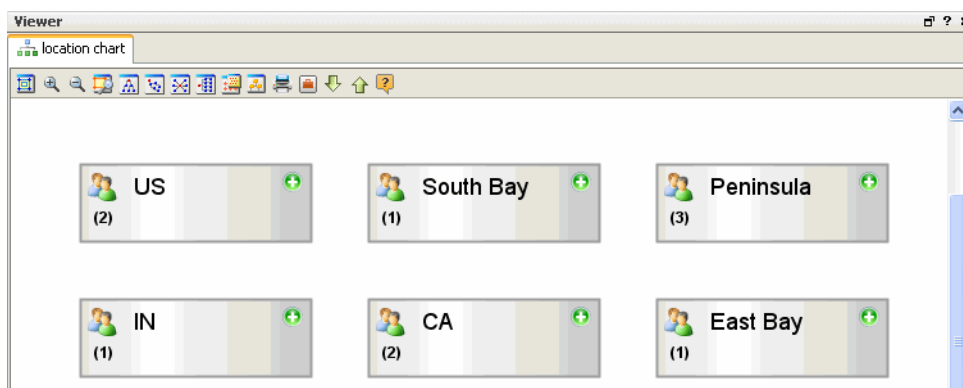 Viewer
location chart
US
(2)
South Bay
(1)
Peninsula
(3)
IN
(1)
CA
(2)
East Bay
(1)